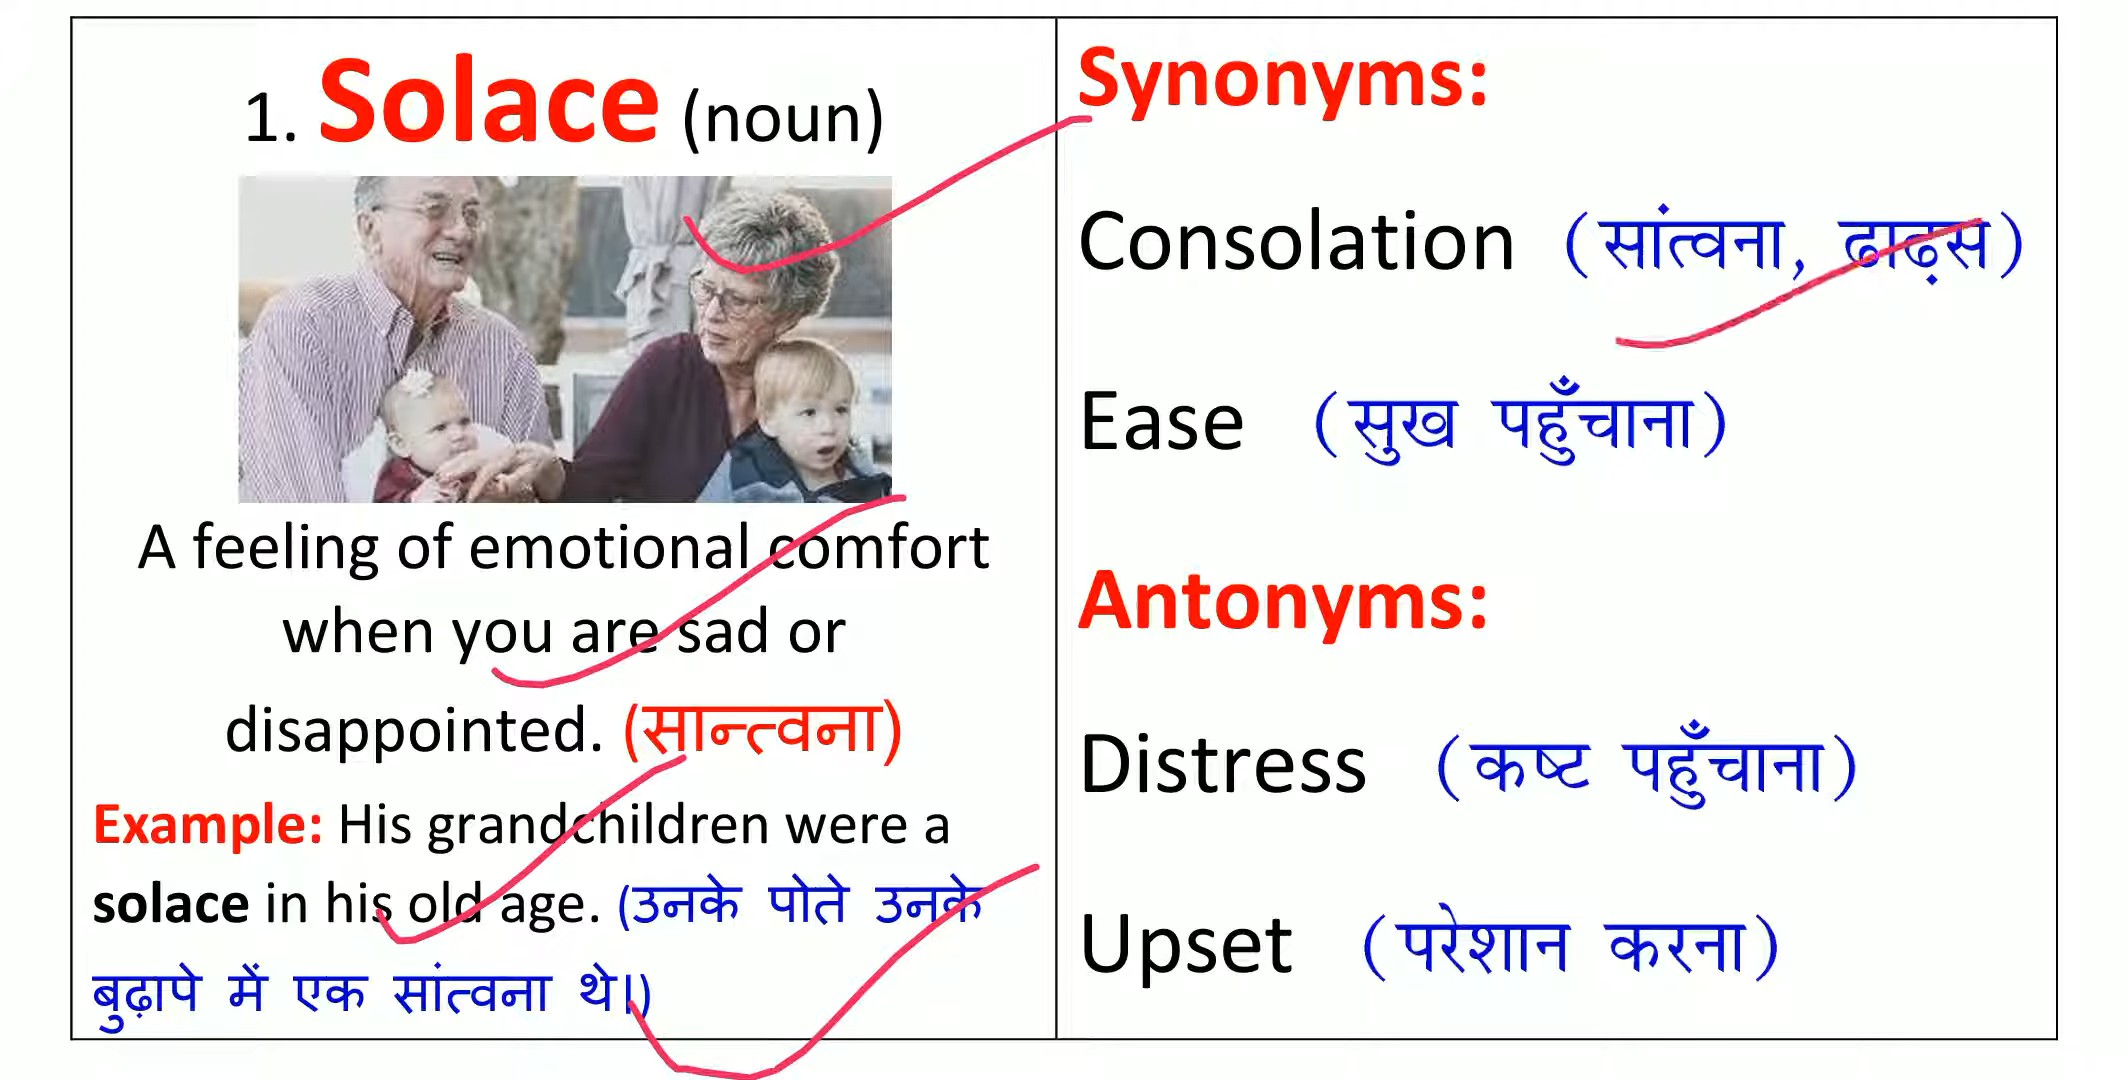 1. Solace (noun)
A feeling of emotional comfort
when you are sad or
disappointed. (सान्त्वना)
Example: His grandchildren were a
solace in his old age. (उनके पोते उनके
बुढ़ापे में एक सांत्वना थे।)
Synonyms:
Consolation (सांत्वना, ढाढ़स)
Ease (सुख पहुँचाना)
Antonyms:
Distress (कष्ट पहुँचाना)
Upset (परेशान करना)